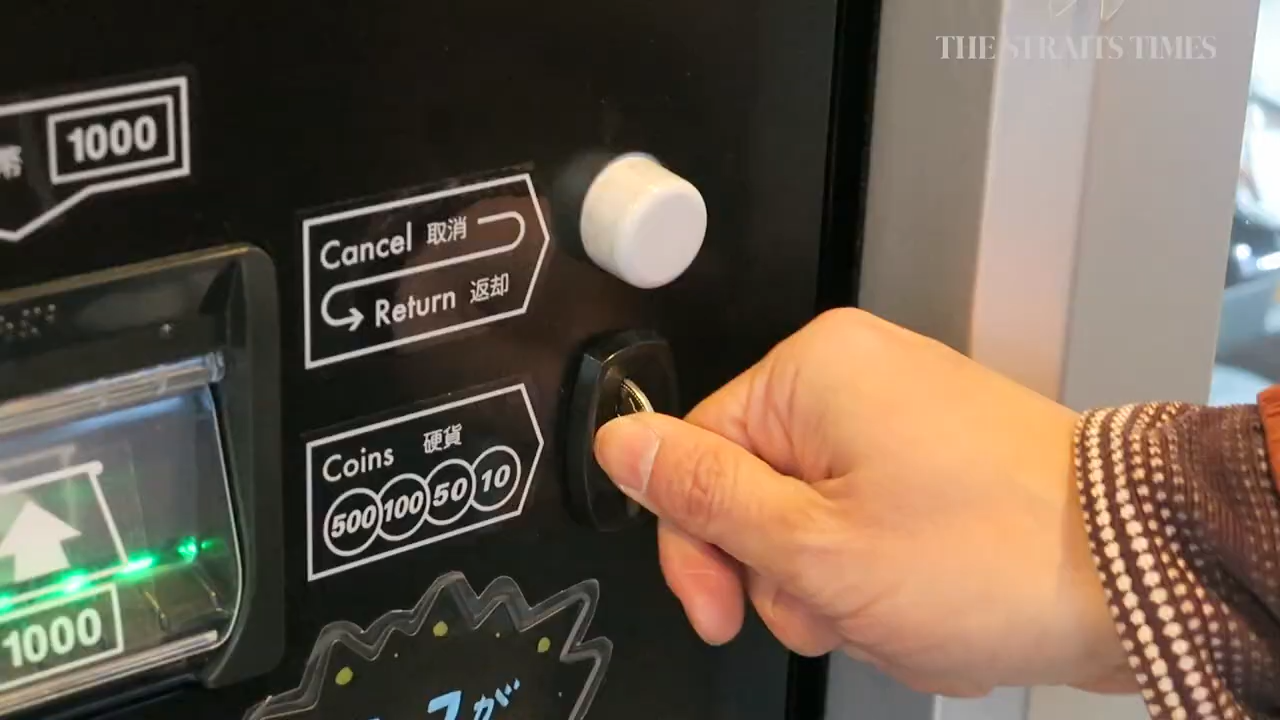 THE STRAITS TIMES
幣 1000
Cancel 取消
Return 返却
Coins 硬貨
500 100 50 10
1000